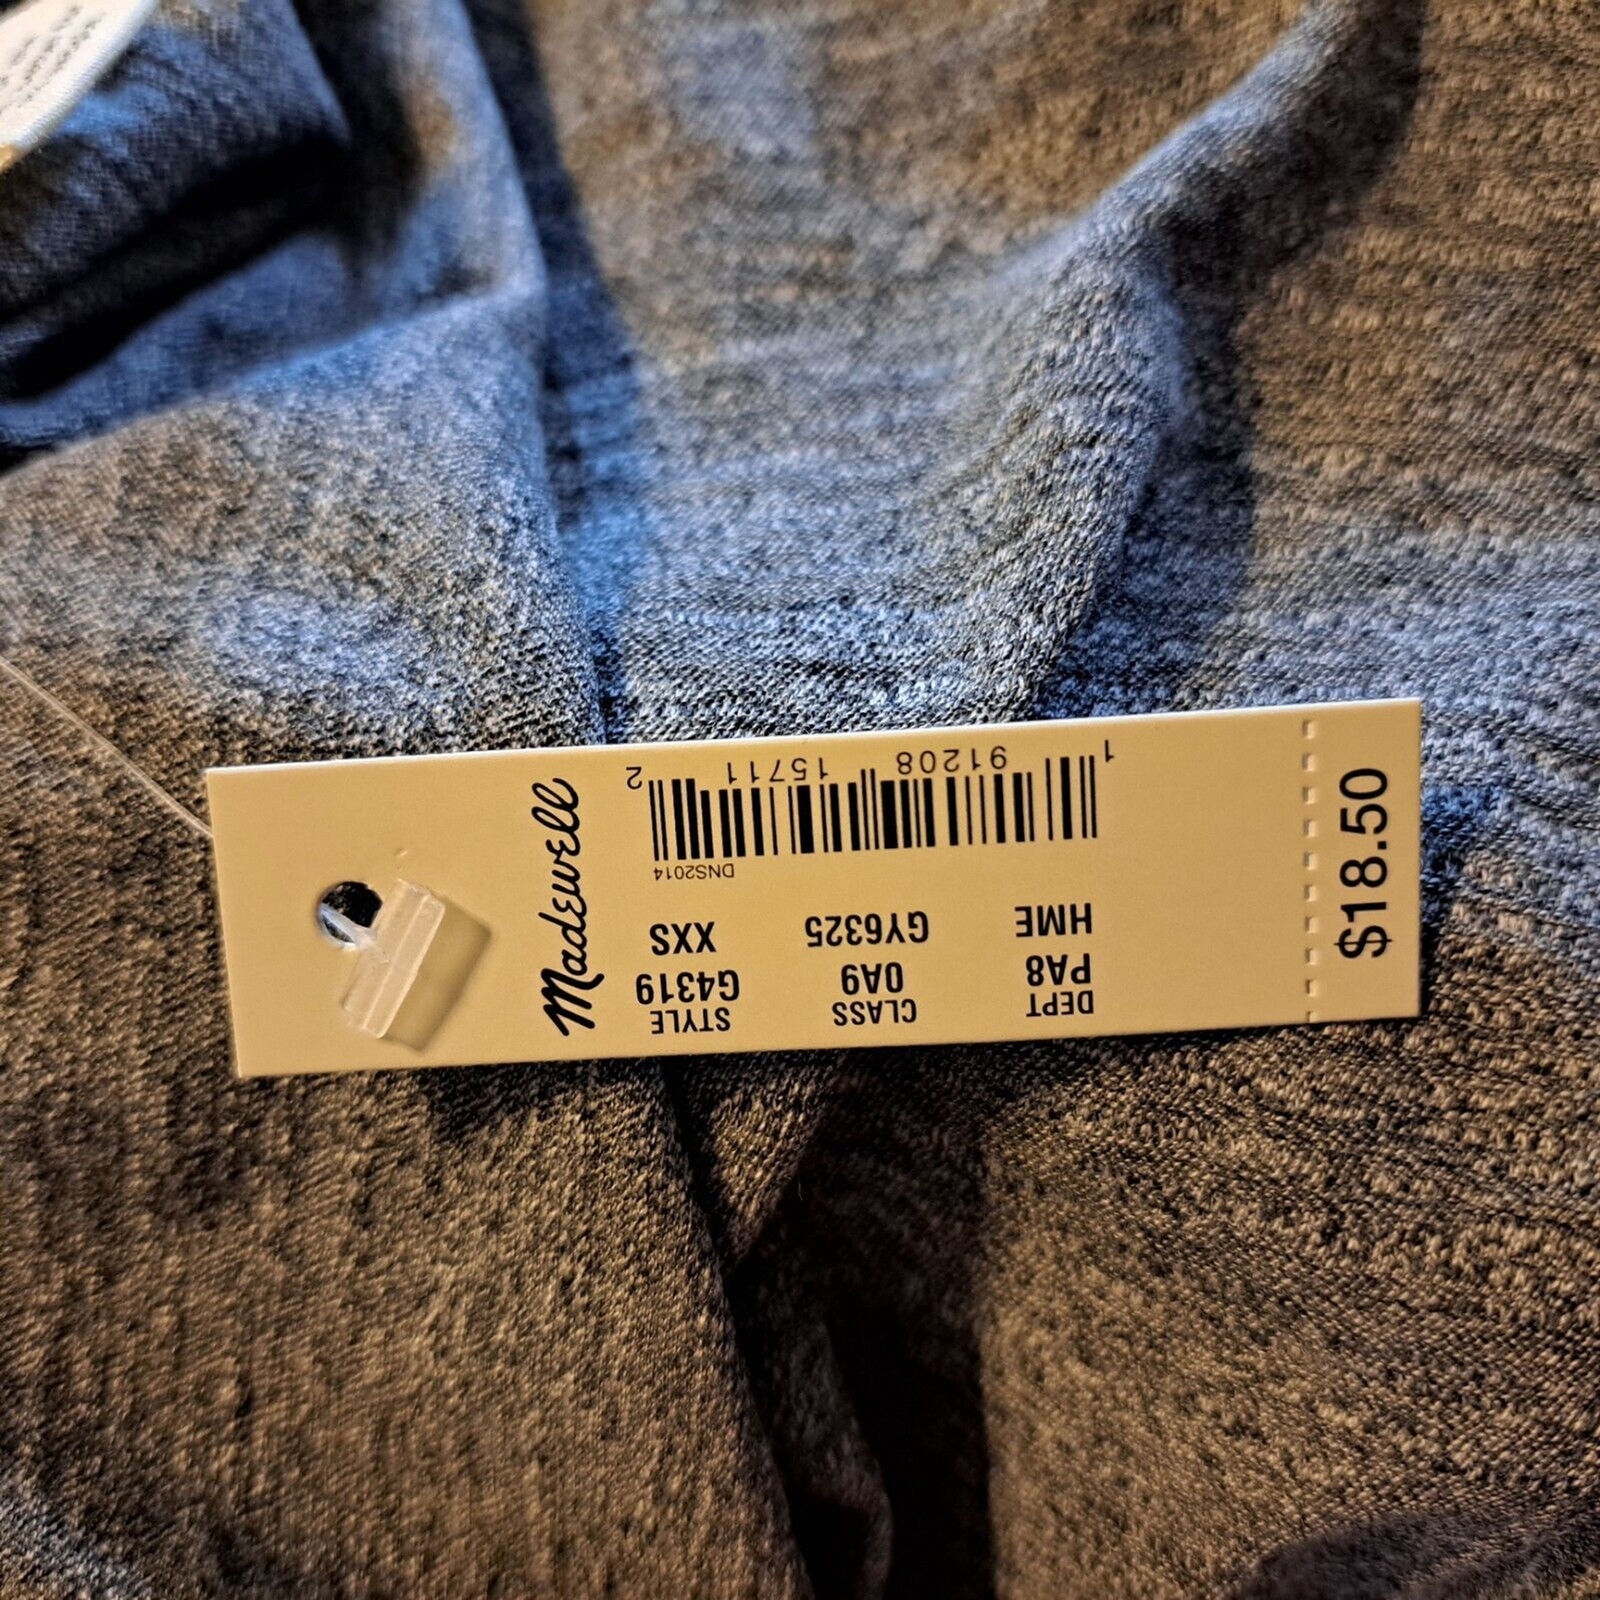 Madewell
STYLE CLASS DEPT
G4319 0A9 PA8
XXS GY6325 HME
DNS2014
1 91208 15711 2
$18.50